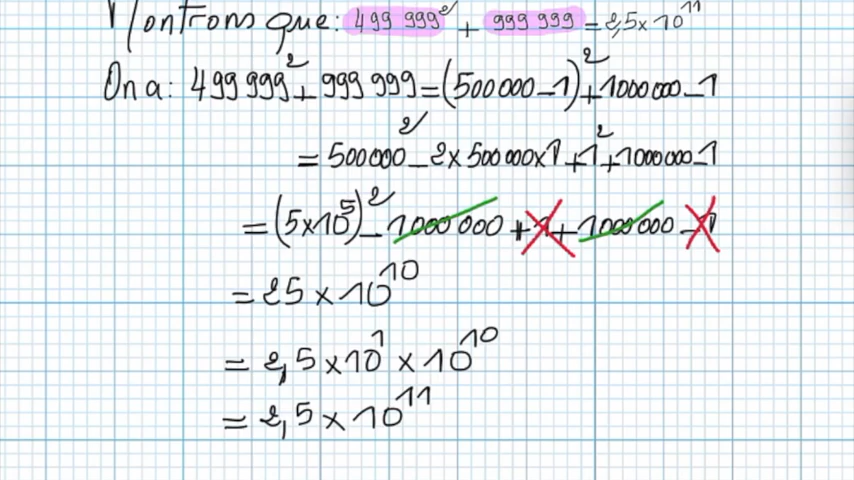 Montrons que: 499 999² + 999 999 = 2,5 x 10¹¹
On a: 499 999² + 999 999 = (500 000 - 1)² + 1000 000 - 1
= 500 000² - 2 x 500 000 x 1 + 1² + 1000 000 - 1
= (5 x 10⁵)² - 1000 000 + 1 + 1000 000 - 1
= 25 x 10¹⁰
= 2,5 x 10¹ x 10¹⁰
= 2,5 x 10¹¹